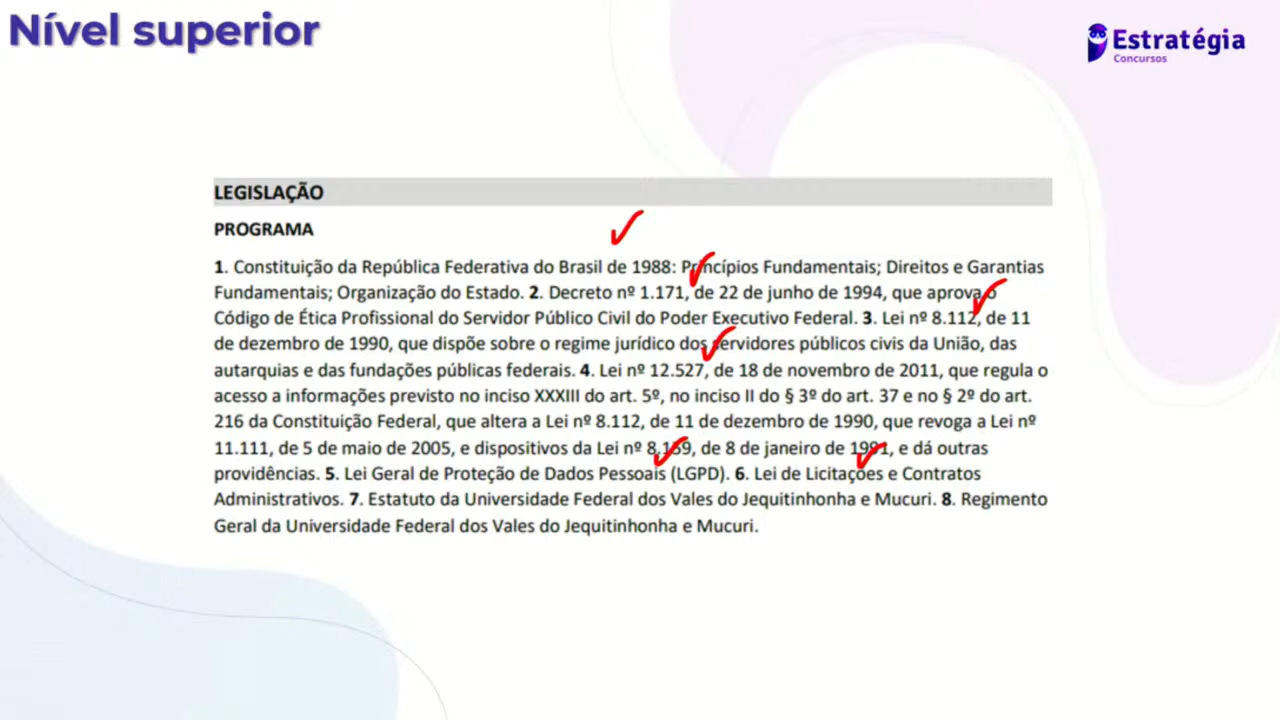 Nível superior
Estratégia
Concursos
LEGISLAÇÃO
PROGRAMA
1. Constituição da República Federativa do Brasil de 1988: Princípios Fundamentais; Direitos e Garantias
Fundamentais; Organização do Estado. 2. Decreto nº 1.171, de 22 de junho de 1994, que aprova o
Código de Ética Profissional do Servidor Público Civil do Poder Executivo Federal. 3. Lei nº 8.112, de 11
de dezembro de 1990, que dispõe sobre o regime jurídico dos servidores públicos civis da União, das
autarquias e das fundações públicas federais. 4. Lei nº 12.527, de 18 de novembro de 2011, que regula o
acesso a informações previsto no inciso XXXIII do art. 5º, no inciso II do § 3º do art. 37 e no § 2º do art.
216 da Constituição Federal, que altera a Lei nº 8.112, de 11 de dezembro de 1990, que revoga a Lei nº
11.111, de 5 de maio de 2005, e dispositivos da Lei nº 8.159, de 8 de janeiro de 1991, e dá outras
providências. 5. Lei Geral de Proteção de Dados Pessoais (LGPD). 6. Lei de Licitações e Contratos
Administrativos. 7. Estatuto da Universidade Federal dos Vales do Jequitinhonha e Mucuri. 8. Regimento
Geral da Universidade Federal dos Vales do Jequitinhonha e Mucuri.